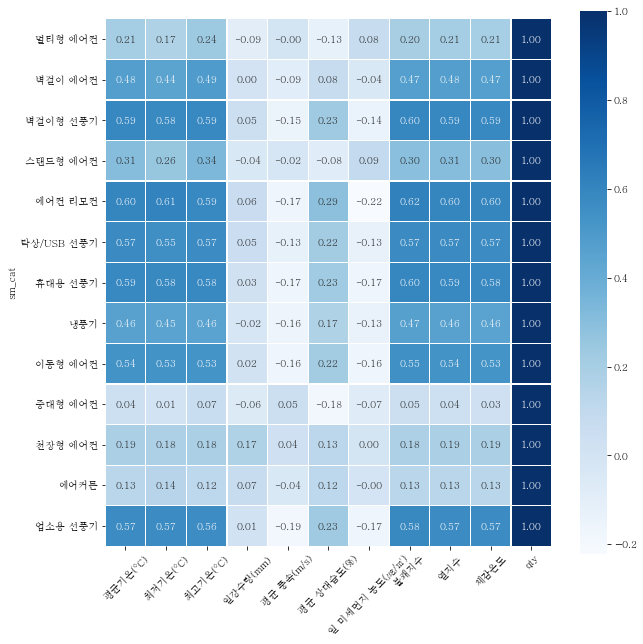 멀티형 에어컨 0.21 0.17 0.24 −0.09 −0.00 −0.13 0.08 0.20 0.21 0.21 1.00
벽걸이 에어컨 0.48 0.44 0.49 0.00 −0.09 0.08 −0.04 0.47 0.48 0.47 1.00
벽걸이형 선풍기 0.59 0.58 0.59 0.05 −0.15 0.23 −0.14 0.60 0.59 0.59 1.00
스탠드형 에어컨 0.31 0.26 0.34 −0.04 −0.02 −0.08 0.09 0.30 0.31 0.30 1.00
에어컨 리모컨 0.60 0.61 0.59 0.06 −0.17 0.29 −0.22 0.62 0.60 0.60 1.00
탁상/USB 선풍기 0.57 0.55 0.57 0.05 −0.13 0.22 −0.13 0.57 0.57 0.57 1.00
휴대용 선풍기 0.59 0.58 0.58 0.03 −0.17 0.23 −0.17 0.60 0.59 0.58 1.00
냉풍기 0.46 0.45 0.46 −0.02 −0.16 0.17 −0.13 0.47 0.46 0.46 1.00
이동형 에어컨 0.54 0.53 0.53 0.02 −0.16 0.22 −0.16 0.55 0.54 0.53 1.00
중대형 에어컨 0.04 0.01 0.07 −0.06 0.05 −0.18 −0.07 0.05 0.04 0.03 1.00
천장형 에어컨 0.19 0.18 0.18 0.17 0.04 0.13 0.00 0.18 0.19 0.19 1.00
에어커튼 0.13 0.14 0.12 0.07 −0.04 0.12 −0.00 0.13 0.13 0.13 1.00
업소용 선풍기 0.57 0.57 0.56 0.01 −0.19 0.23 −0.17 0.58 0.57 0.57 1.00
sm_cat
평균기온(°C)
최저기온(°C)
최고기온(°C)
일강수량(mm)
평균 풍속(m/s)
평균 상대습도(%)
일 미세먼지 농도(㎍/㎥)
불쾌지수
열지수
체감온도
qty
1.0
0.8
0.6
0.4
0.2
0.0
−0.2